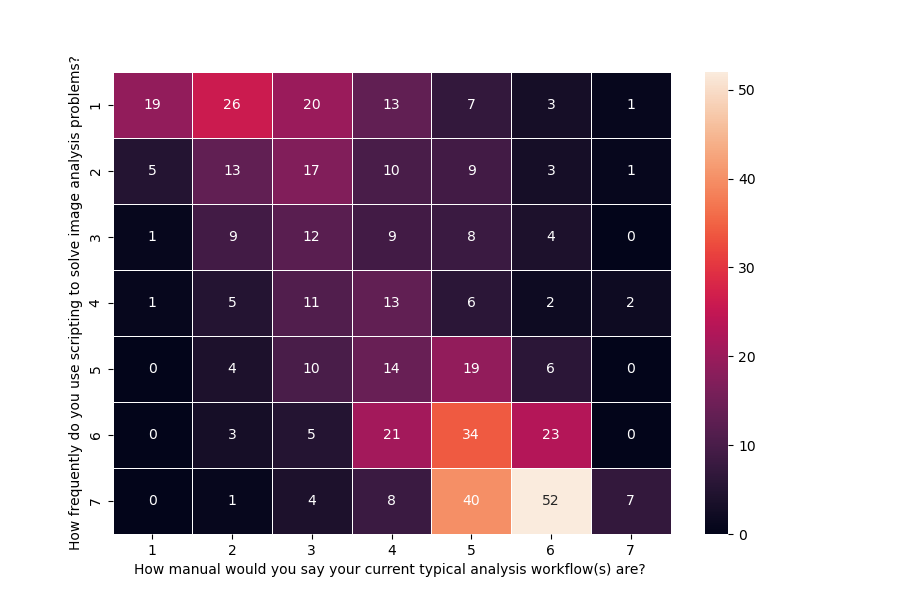 How frequently do you use scripting to solve image analysis problems?
1 19 26 20 13 7 3 1
2 5 13 17 10 9 3 1
3 1 9 12 9 8 4 0
4 1 5 11 13 6 2 2
5 0 4 10 14 19 6 0
6 0 3 5 21 34 23 0
7 0 1 4 8 40 52 7
1 2 3 4 5 6 7
How manual would you say your current typical analysis workflow(s) are?
50
40
30
20
10
0